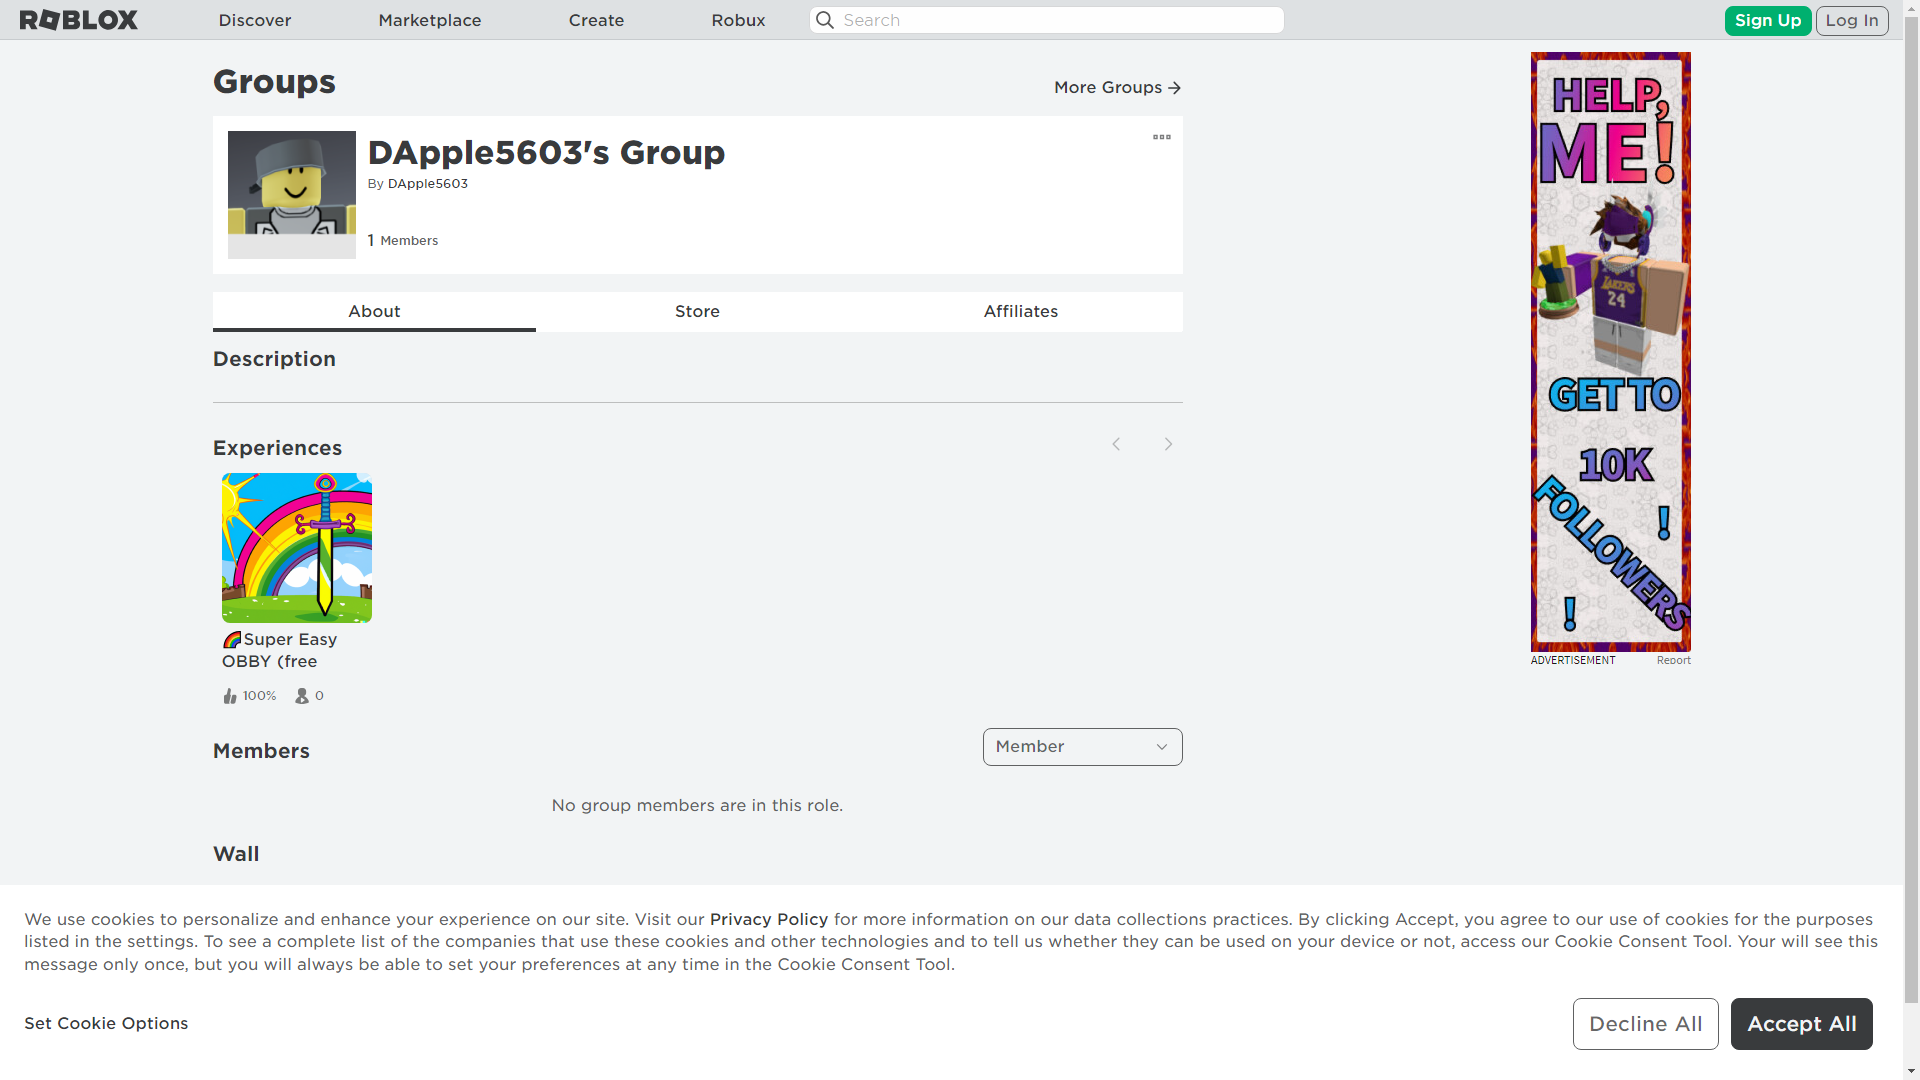 ROBLOX
Discover
Marketplace
Create
Robux
Search
Sign Up
Log In
Groups
More Groups
DApple5603's Group
By DApple5603
1 Members
About
Store
Affiliates
Description
Experiences
🌈Super Easy
OBBY (free
100%
0
Members
Member
No group members are in this role.
Wall
HELP,
ME!
LAKERS
24
GET TO
10K
FOLLOWERS
!
!
ADVERTISEMENT
Report
We use cookies to personalize and enhance your experience on our site. Visit our Privacy Policy for more information on our data collections practices. By clicking Accept, you agree to our use of cookies for the purposes
listed in the settings. To see a complete list of the companies that use these cookies and other technologies and to tell us whether they can be used on your device or not, access our Cookie Consent Tool. Your will see this
message only once, but you will always be able to set your preferences at any time in the Cookie Consent Tool.
Set Cookie Options
Decline All
Accept All